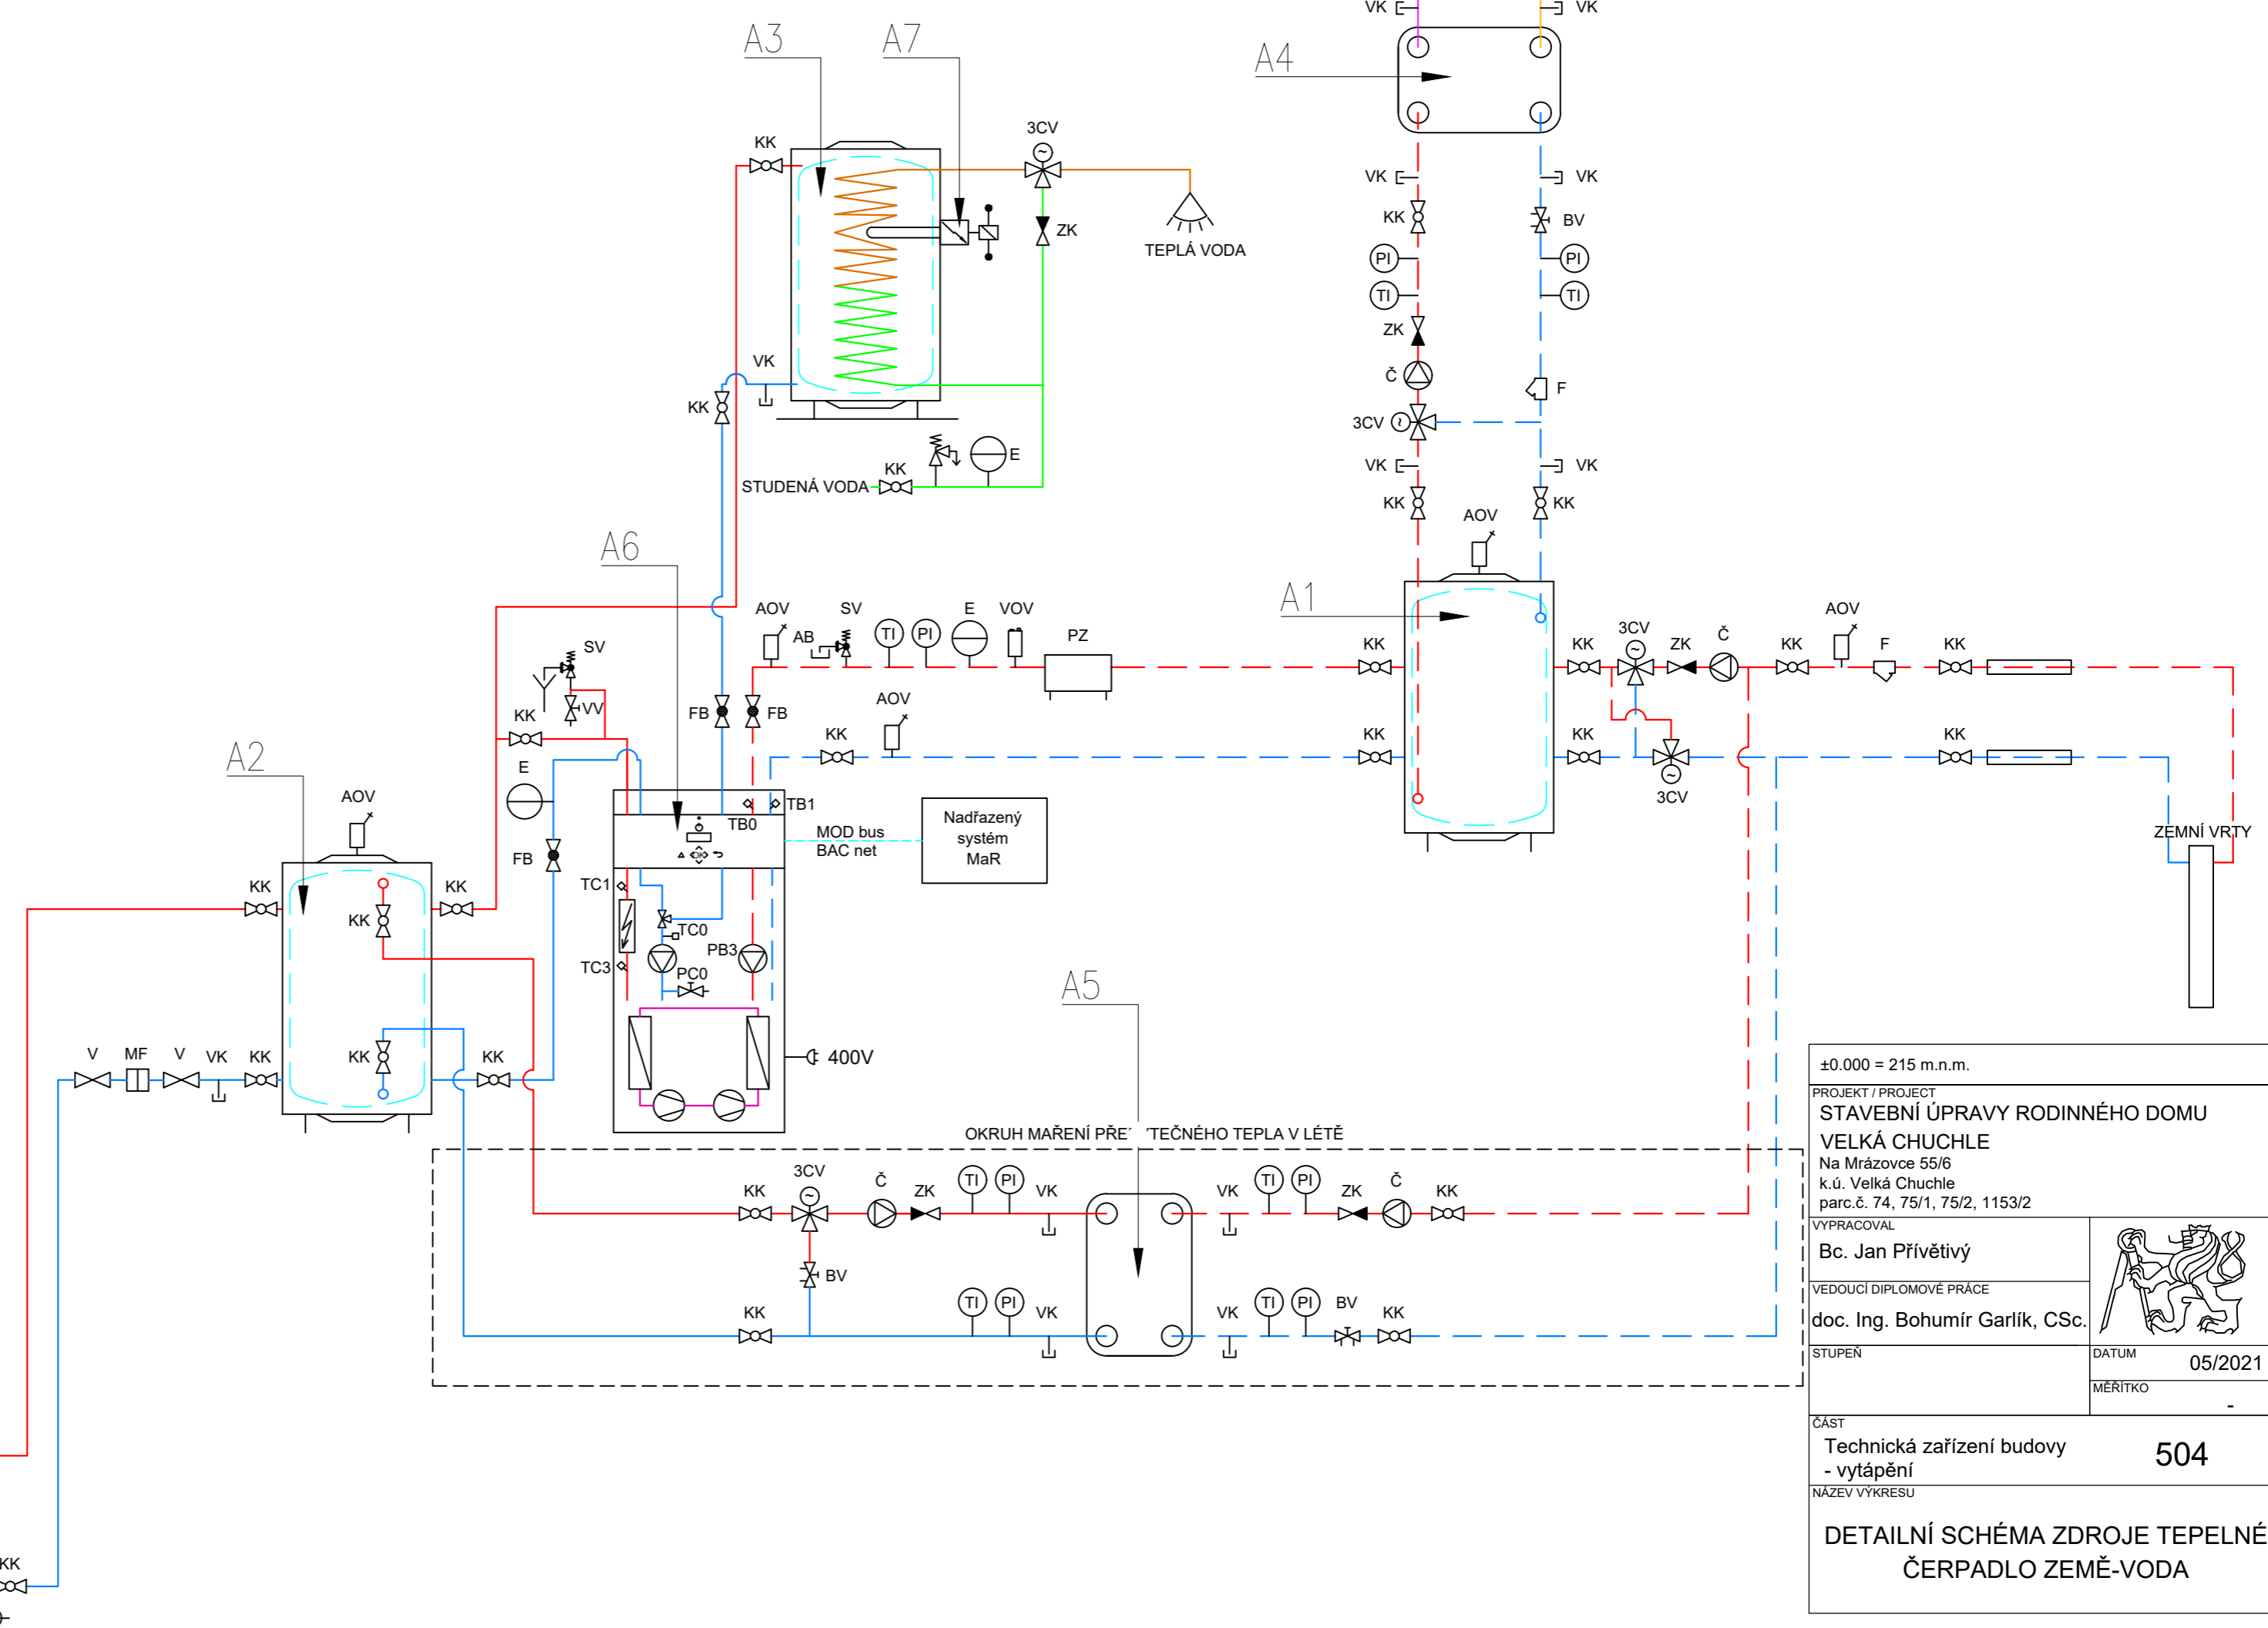 VK
VK
A3
A7
A4
3CV
KK
VK
VK
KK
BV
ZK
TEPLÁ VODA
PI
PI
TI
TI
ZK
VK
Č
F
KK
3CV
E
KK
VK
VK
STUDENÁ VODA
KK
KK
AOV
A6
A1
AOV
SV
E
VOV
AOV
TI
PI
AB
PZ
KK
KK
3CV
ZK
Č
KK
F
KK
SV
VV
KK
FB
FB
AOV
KK
KK
KK
KK
A2
E
3CV
AOV
TB1
TB0
MOD bus
BAC net
Nadřazený
systém
MaR
ZEMNÍ VRTY
FB
TC1
KK
KK
KK
TC0
PB3
TC3
PC0
A5
V
MF
V
VK
KK
KK
KK
400V
OKRUH MAŘENÍ PŘE
TEČNÉHO TEPLA V LÉTĚ
3CV
KK
Č
ZK
TI
PI
VK
VK
TI
PI
ZK
Č
KK
BV
KK
TI
PI
VK
VK
TI
PI
BV
KK
KK
±0.000 = 215 m.n.m.
PROJEKT / PROJECT
STAVEBNÍ ÚPRAVY RODINNÉHO DOMU
VELKÁ CHUCHLE
Na Mrázovce 55/6
k.ú. Velká Chuchle
parc.č. 74, 75/1, 75/2, 1153/2
VYPRACOVAL
Bc. Jan Přívětivý
VEDOUCÍ DIPLOMOVÉ PRÁCE
doc. Ing. Bohumír Garlík, CSc.
STUPEŇ
DATUM
05/2021
MĚŘÍTKO
-
ČÁST
Technická zařízení budovy
- vytápění
504
NÁZEV VÝKRESU
DETAILNÍ SCHÉMA ZDROJE TEPELNÉ
ČERPADLO ZEMĚ-VODA